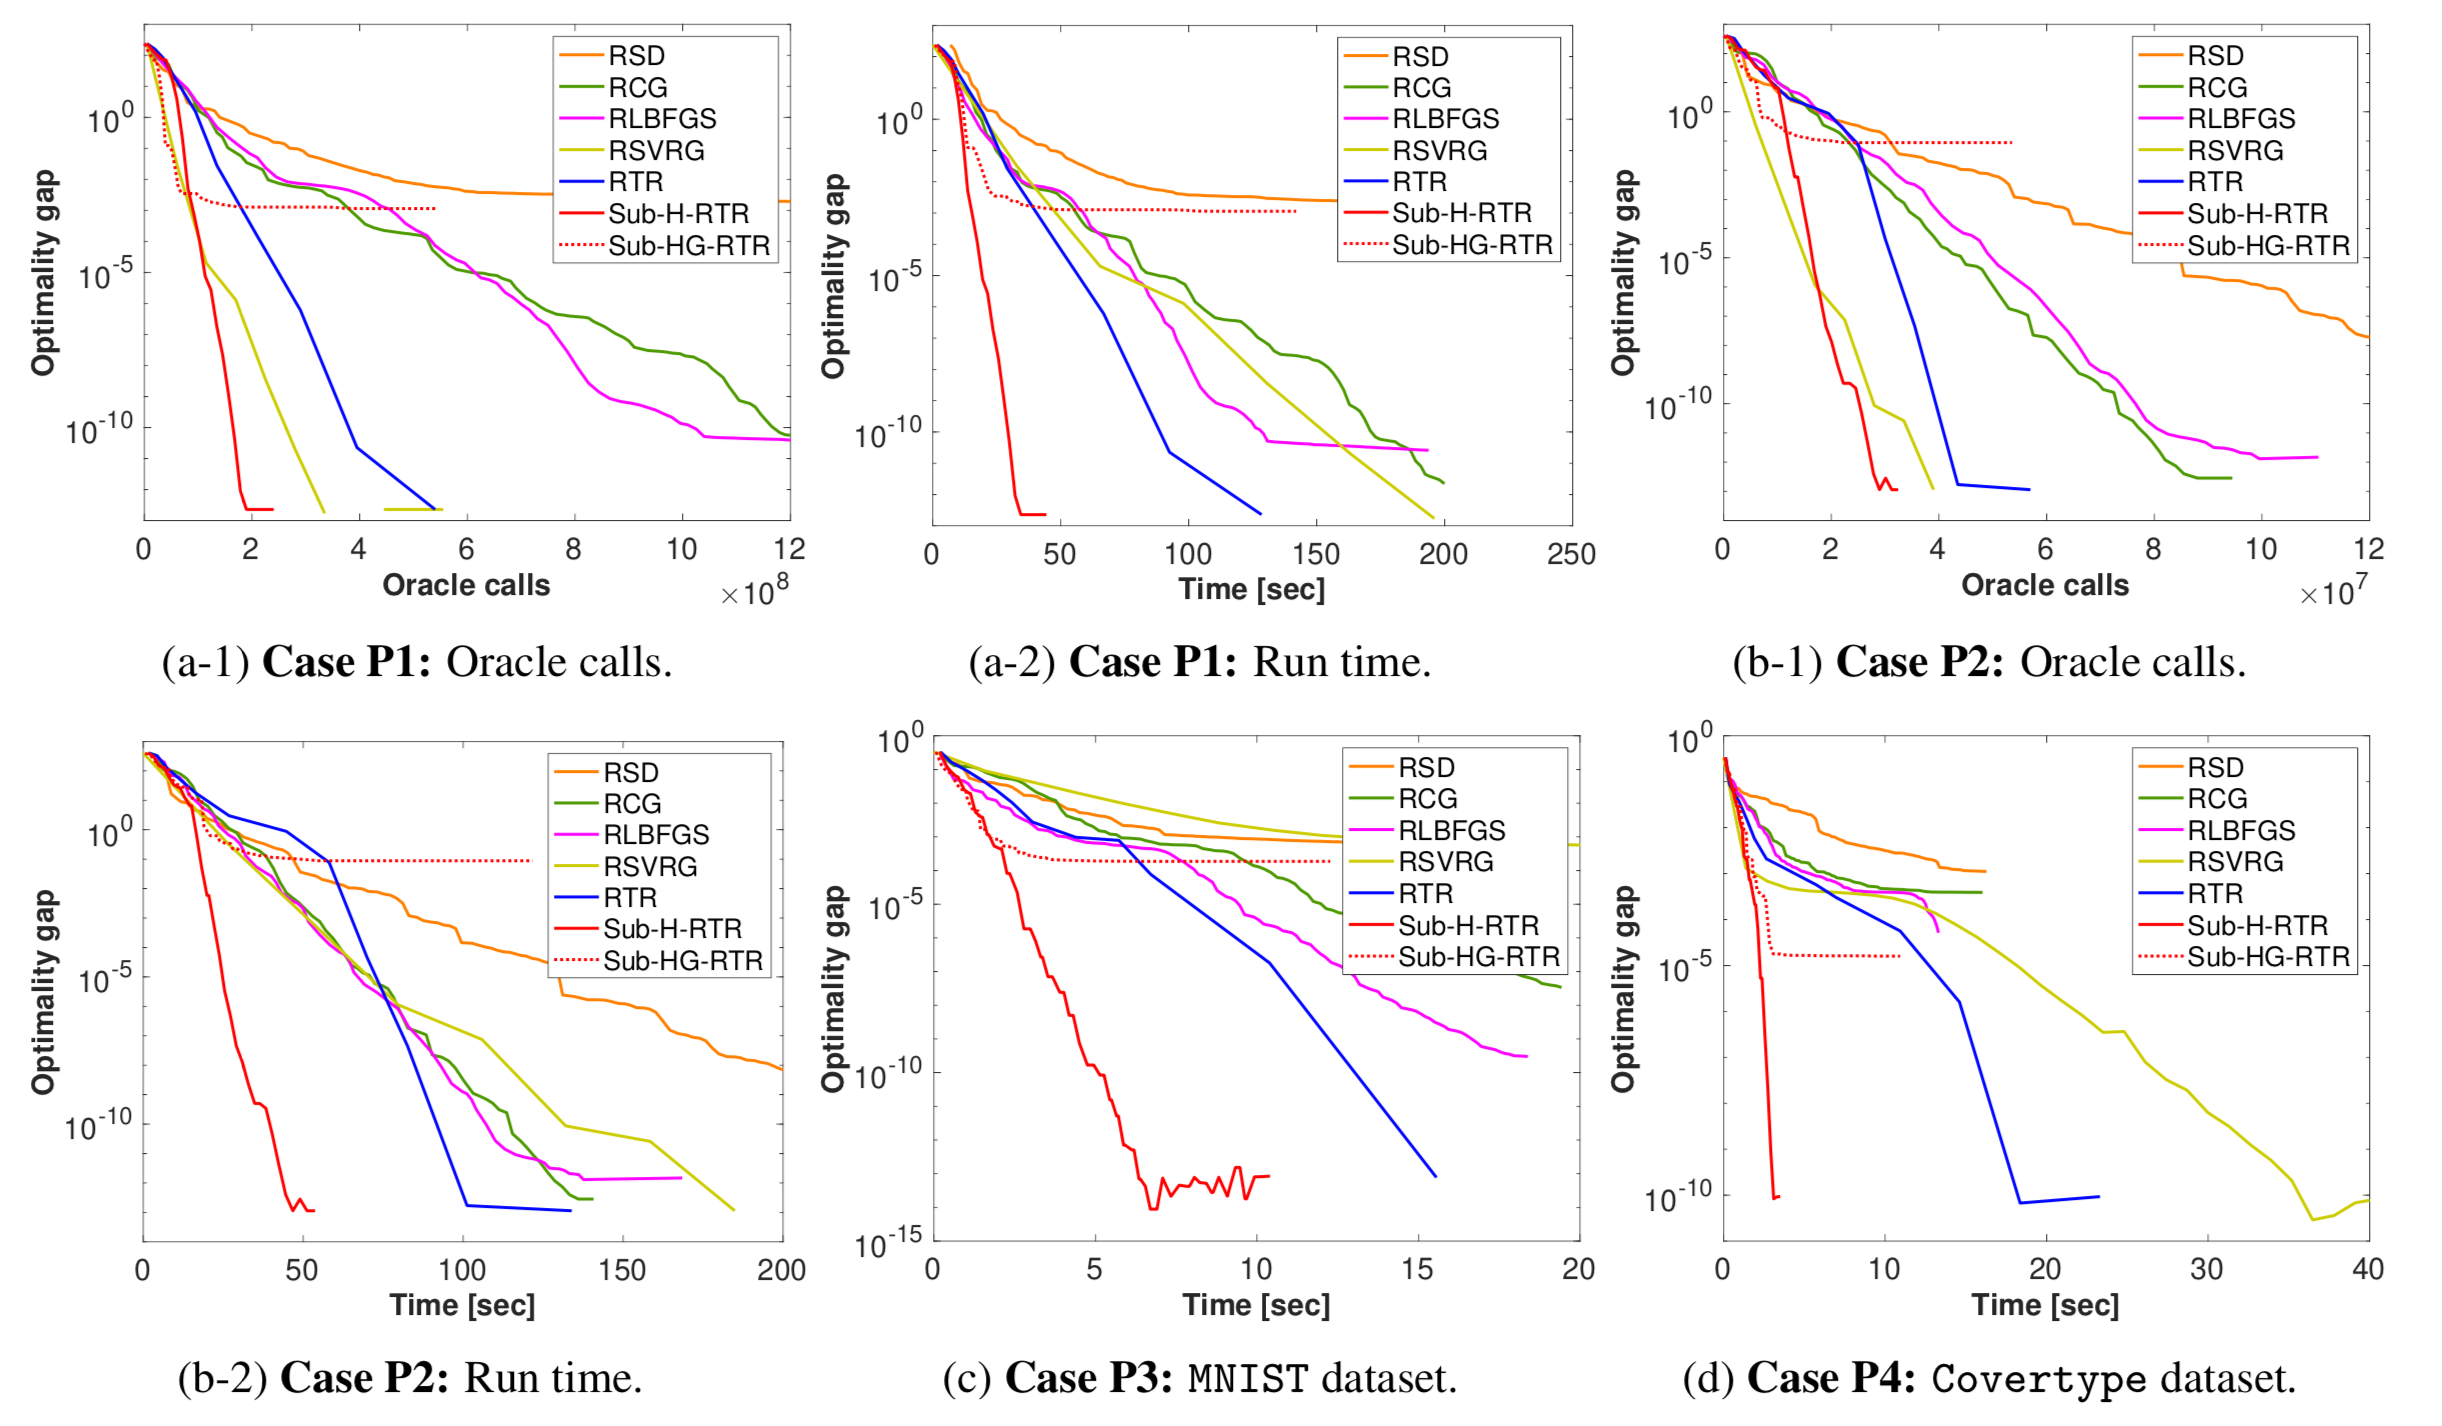 RSD
RCG
RLBFGS
RSVRG
RTR
Sub-H-RTR
Sub-HG-RTR
10^0
10^-5
10^-10
Optimality gap
0 2 4 6 8 10 12
Oracle calls
×10^8
(a-1) Case P1: Oracle calls.
RSD
RCG
RLBFGS
RSVRG
RTR
Sub-H-RTR
Sub-HG-RTR
10^0
10^-5
10^-10
Optimality gap
0 50 100 150 200 250
Time [sec]
(a-2) Case P1: Run time.
RSD
RCG
RLBFGS
RSVRG
RTR
Sub-H-RTR
Sub-HG-RTR
10^0
10^-5
10^-10
Optimality gap
0 2 4 6 8 10 12
Oracle calls
×10^7
(b-1) Case P2: Oracle calls.
RSD
RCG
RLBFGS
RSVRG
RTR
Sub-H-RTR
Sub-HG-RTR
10^0
10^-5
10^-10
Optimality gap
0 50 100 150 200
Time [sec]
(b-2) Case P2: Run time.
RSD
RCG
RLBFGS
RSVRG
RTR
Sub-H-RTR
Sub-HG-RTR
10^0
10^-5
10^-10
10^-15
Optimality gap
0 5 10 15 20
Time [sec]
(c) Case P3: MNIST dataset.
RSD
RCG
RLBFGS
RSVRG
RTR
Sub-H-RTR
Sub-HG-RTR
10^0
10^-5
10^-10
Optimality gap
0 10 20 30 40
Time [sec]
(d) Case P4: Covertype dataset.